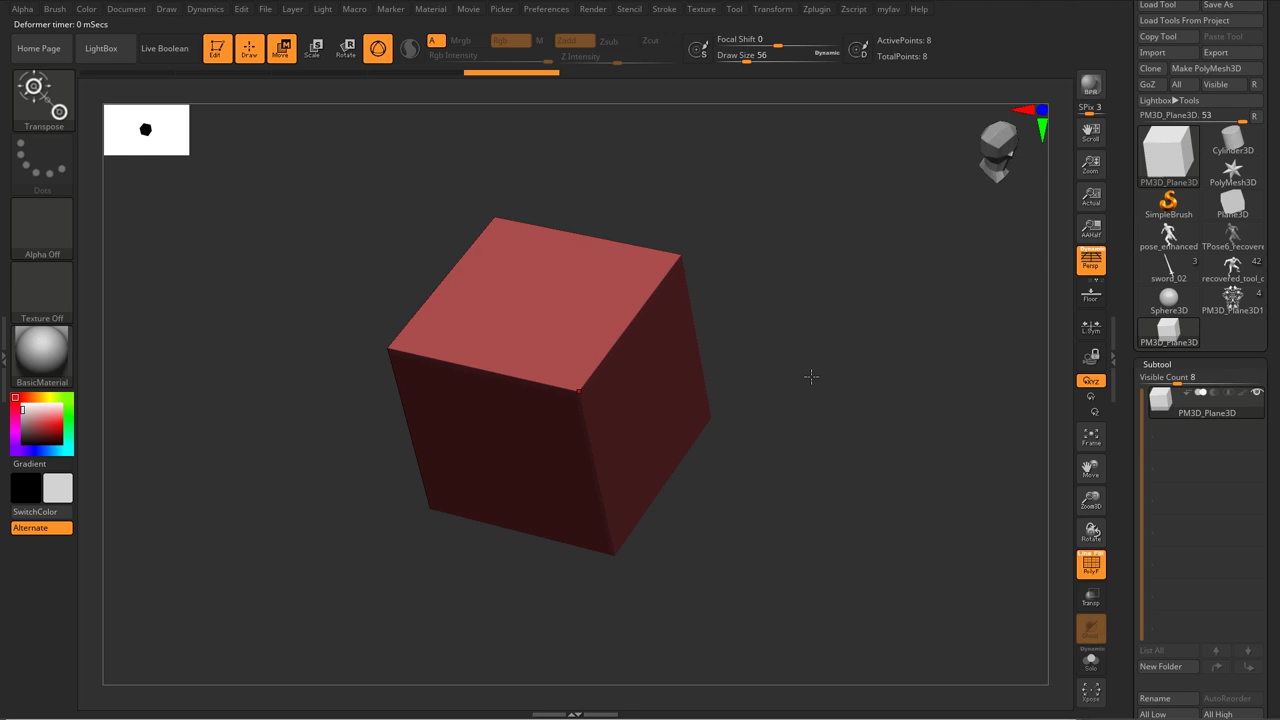 Alpha Brush Color Document Draw Dynamics Edit File Layer Light Macro Marker Material Movie Picker Preferences Render Stencil Stroke Texture Tool Transform Zplugin Zscript myfav Help
Deformer timer: 0 mSecs
Home Page LightBox Live Boolean Edit Draw Move Scale Rotate
A Mrgb Rgb M Zadd Zsub Zcut
Rgb Intensity Z Intensity
S Focal Shift 0
Draw Size 56 Dynamic
D ActivePoints: 8
TotalPoints: 8
Transpose
Dots
Alpha Off
Texture Off
BasicMaterial
Gradient
SwitchColor
Alternate
BPR
SPix 3
Scroll
Zoom
Actual
AAHalf
Dynamic
Persp
Floor
L.Sym
XYZ
Frame
Move
Zoom3D
Rotate
Line Fill
PolyF
Transp
Dynamic
Solo
Xpose
Load Tool Save As
Load Tools From Project
Copy Tool Paste Tool
Import Export
Clone Make PolyMesh3D
GoZ All Visible R
Lightbox▶Tools
PM3D_Plane3D. 53 R
PM3D_Plane3D Cylinder3D
PolyMesh3D
SimpleBrush Plane3D
pose_enhanced TPose6_recovere
3 42
sword_02 recovered_tool_c
4
Sphere3D PM3D_Plane3D1
PM3D_Plane3D
Subtool
Visible Count 8
PM3D_Plane3D
List All
New Folder
Rename AutoReorder
All Low All High